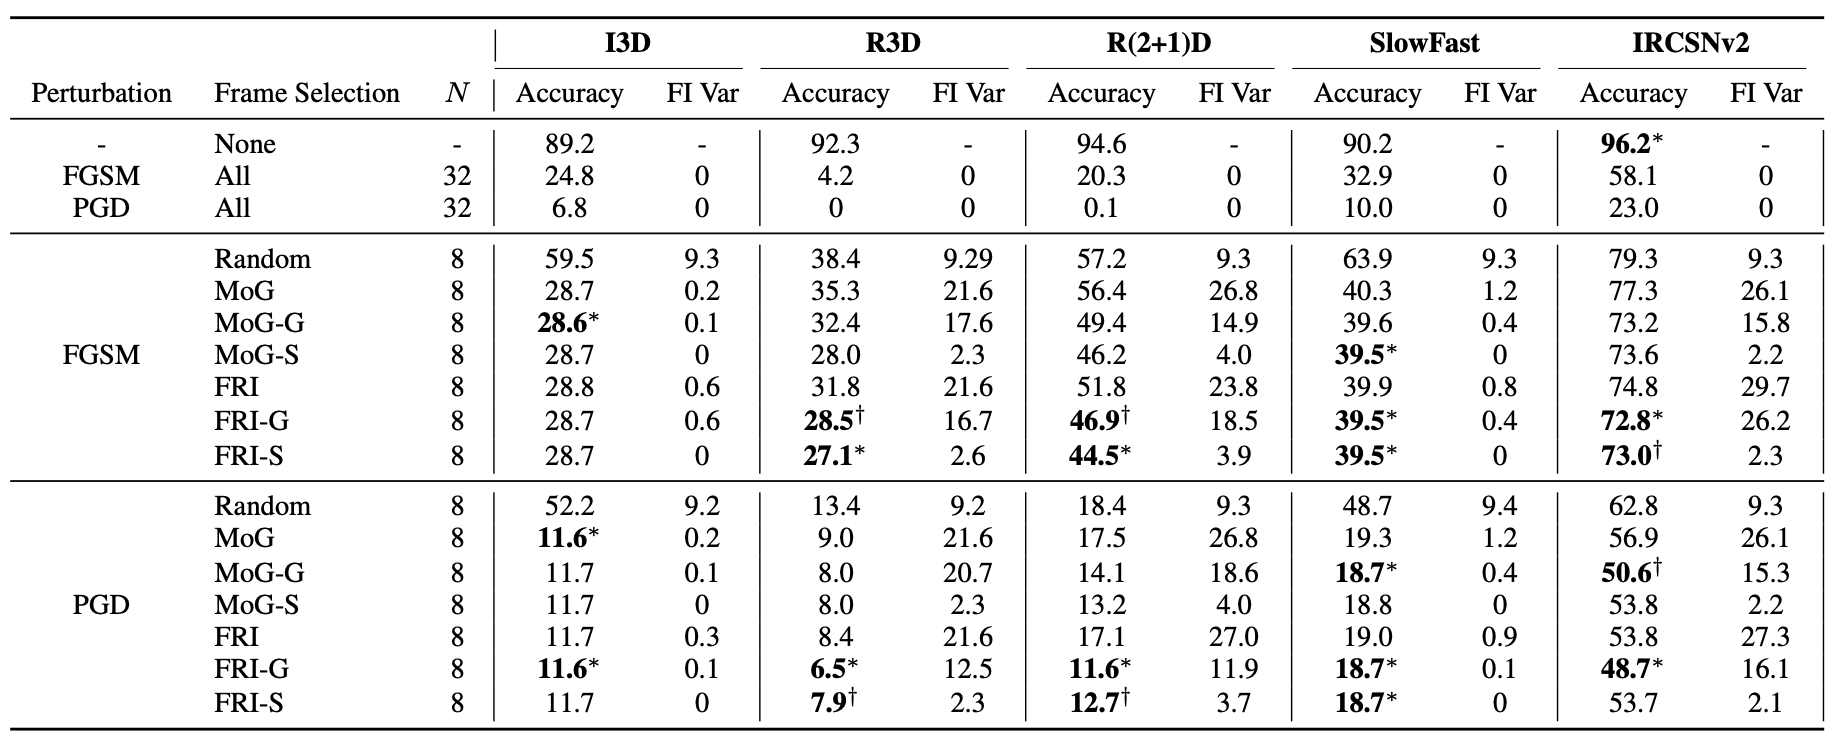 I3D R3D R(2+1)D SlowFast IRCSNv2
Perturbation Frame Selection N Accuracy FI Var Accuracy FI Var Accuracy FI Var Accuracy FI Var Accuracy FI Var
- None - 89.2 - 92.3 - 94.6 - 90.2 - 96.2* -
FGSM All 32 24.8 0 4.2 0 20.3 0 32.9 0 58.1 0
PGD All 32 6.8 0 0 0 0.1 0 10.0 0 23.0 0
Random 8 59.5 9.3 38.4 9.29 57.2 9.3 63.9 9.3 79.3 9.3
MoG 8 28.7 0.2 35.3 21.6 56.4 26.8 40.3 1.2 77.3 26.1
MoG-G 8 28.6* 0.1 32.4 17.6 49.4 14.9 39.6 0.4 73.2 15.8
FGSM MoG-S 8 28.7 0 28.0 2.3 46.2 4.0 39.5* 0 73.6 2.2
FRI 8 28.8 0.6 31.8 21.6 51.8 23.8 39.9 0.8 74.8 29.7
FRI-G 8 28.7 0.6 28.5† 16.7 46.9† 18.5 39.5* 0.4 72.8* 26.2
FRI-S 8 28.7 0 27.1* 2.6 44.5* 3.9 39.5* 0 73.0† 2.3
Random 8 52.2 9.2 13.4 9.2 18.4 9.3 48.7 9.4 62.8 9.3
MoG 8 11.6* 0.2 9.0 21.6 17.5 26.8 19.3 1.2 56.9 26.1
MoG-G 8 11.7 0.1 8.0 20.7 14.1 18.6 18.7* 0.4 50.6† 15.3
PGD MoG-S 8 11.7 0 8.0 2.3 13.2 4.0 18.8 0 53.8 2.2
FRI 8 11.7 0.3 8.4 21.6 17.1 27.0 19.0 0.9 53.8 27.3
FRI-G 8 11.6* 0.1 6.5* 12.5 11.6* 11.9 18.7* 0.1 48.7* 16.1
FRI-S 8 11.7 0 7.9† 2.3 12.7† 3.7 18.7* 0 53.7 2.1